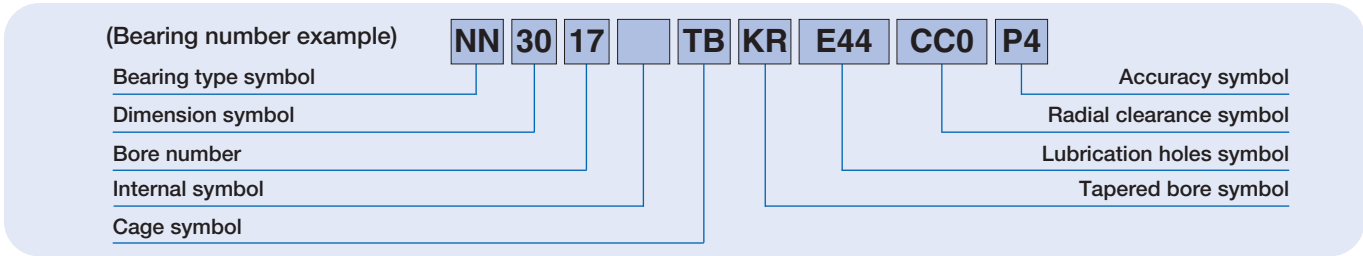 (Bearing number example) NN 30 17 TB KR E44 CC0 P4
Bearing type symbol Accuracy symbol
Dimension symbol Radial clearance symbol
Bore number Lubrication holes symbol
Internal symbol Tapered bore symbol
Cage symbol